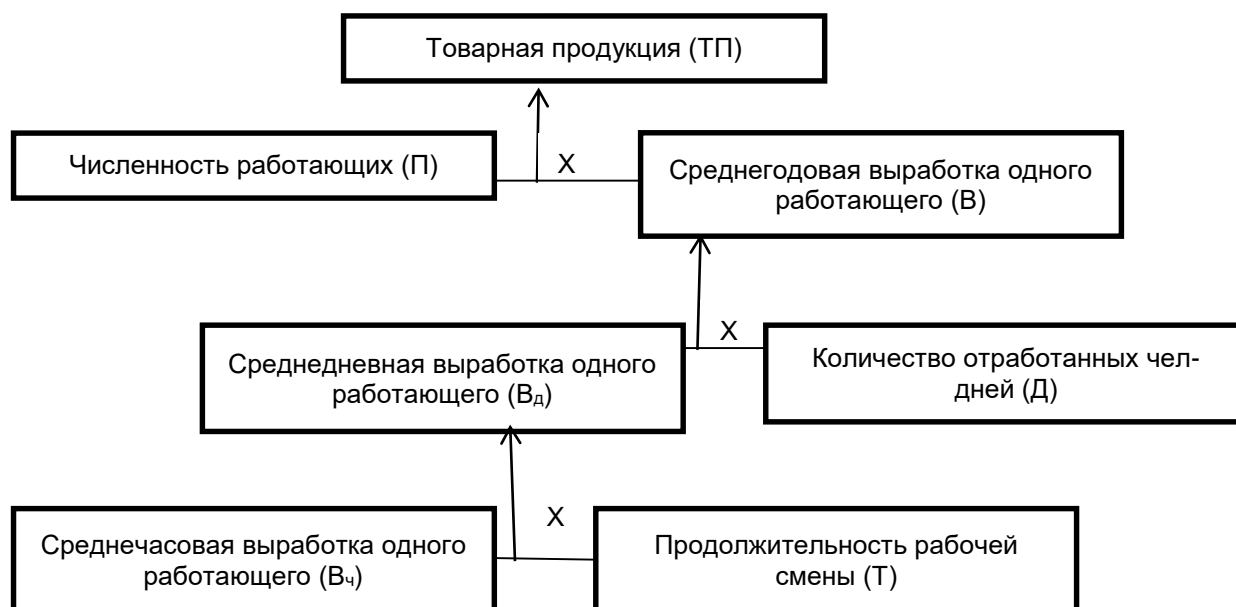 Товарная продукция (ТП)
Численность работающих (П)
Х
Среднегодовая выработка одного
работающего (В)
Среднедневная выработка одного
работающего (Вд)
Х
Количество отработанных чел-
дней (Д)
Среднечасовая выработка одного
работающего (Вч)
Х
Продолжительность рабочей
смены (Т)